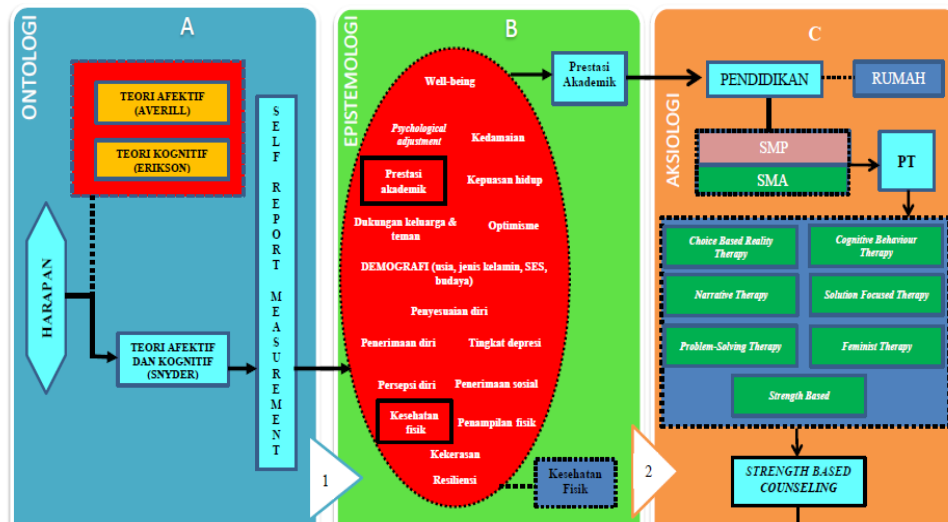 ONTOLOGI
A
TEORI AFEKTIF
(AVERILL)
TEORI KOGNITIF
(ERIKSON)
HARAPAN
TEORI AFEKTIF
DAN KOGNITIF
(SNYDER)
SELF REPORT MEASUREMENT
1
EPISTEMOLOGI
B
Well-being
Psychological
adjustment
Kedamaian
Prestasi
akademik
Kepuasan hidup
Dukungan keluarga &
teman
Optimisme
DEMOGRAFI (usia, jenis kelamin, SES,
budaya)
Penyesuaian diri
Penerimaan diri
Tingkat depresi
Persepsi diri
Penerimaan sosial
Kesehatan
fisik
Penampilan fisik
Kekerasan
Resiliensi
Prestasi
Akademik
Kesehatan
Fisik
2
AKSIOLOGI
C
PENDIDIKAN
RUMAH
SMP
SMA
PT
Choice Based Reality
Therapy
Cognitive Behaviour
Therapy
Narrative Therapy
Solution Focused Therapy
Problem-Solving Therapy
Feminist Therapy
Strength Based
STRENGTH BASED
COUNSELING